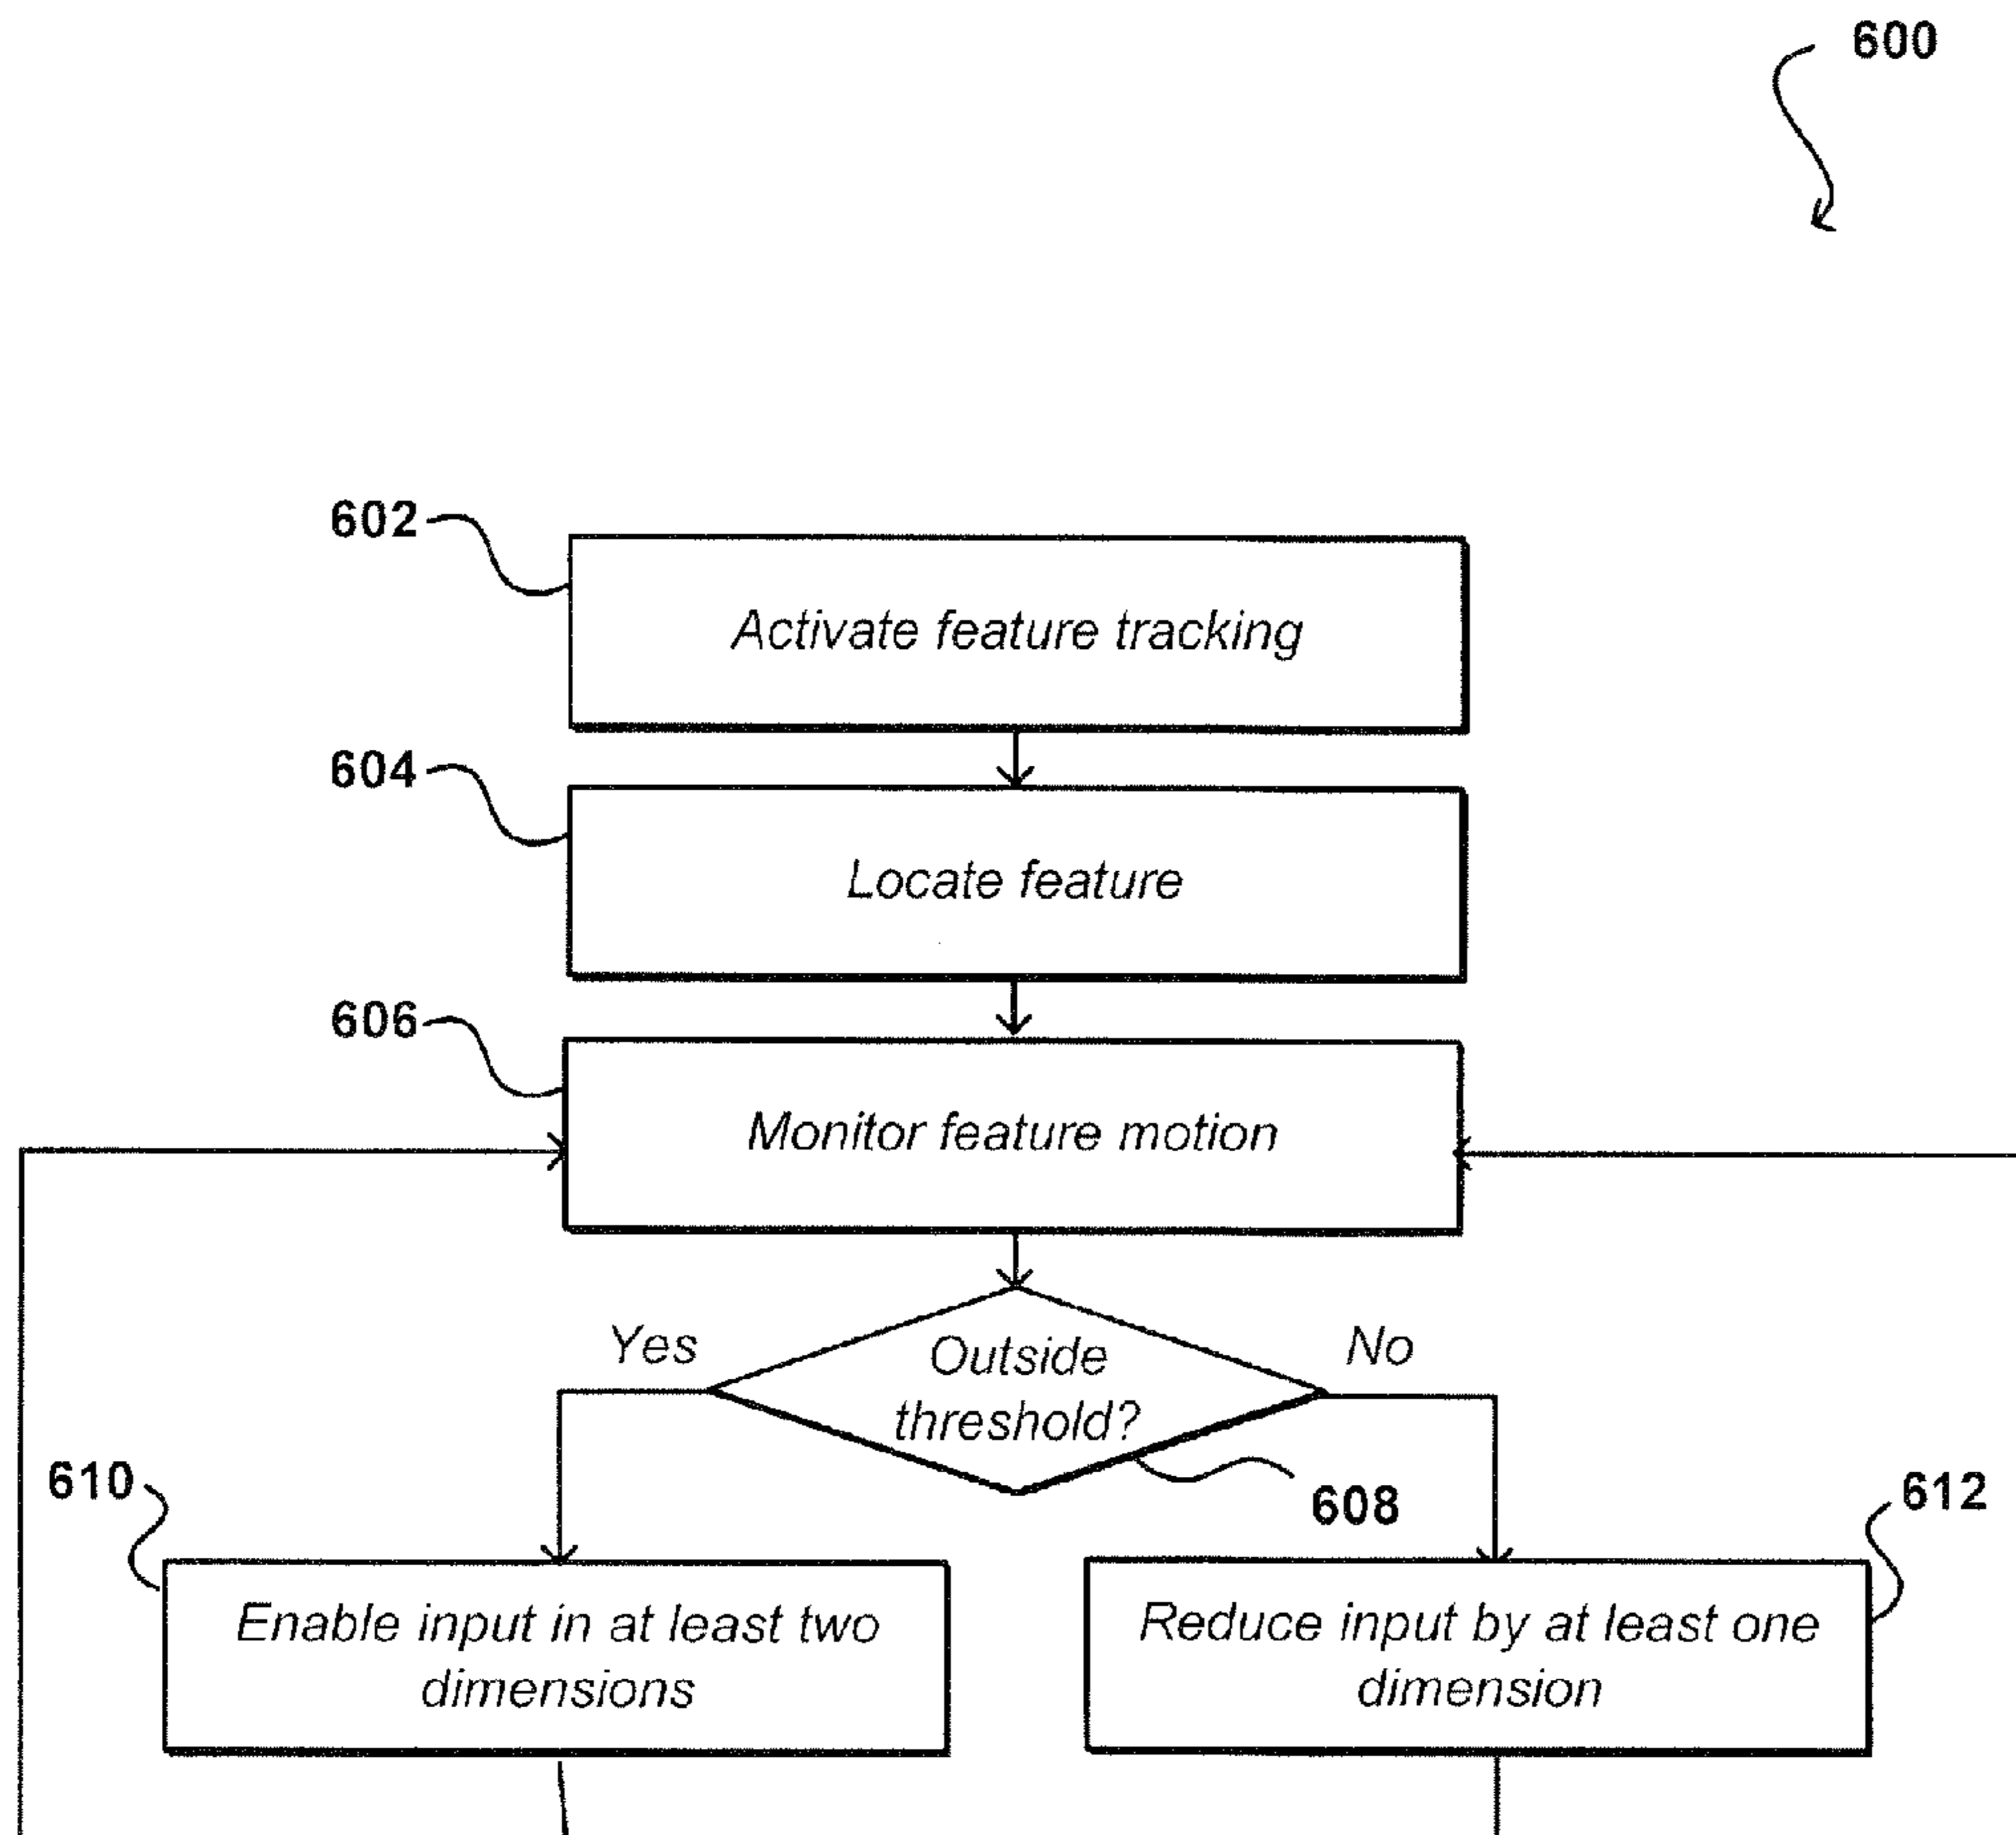 600
602
Activate feature tracking
604
Locate feature
606
Monitor feature motion
Yes
Outside
threshold?
No
608
610
Enable input in at least two
dimensions
612
Reduce input by at least one
dimension